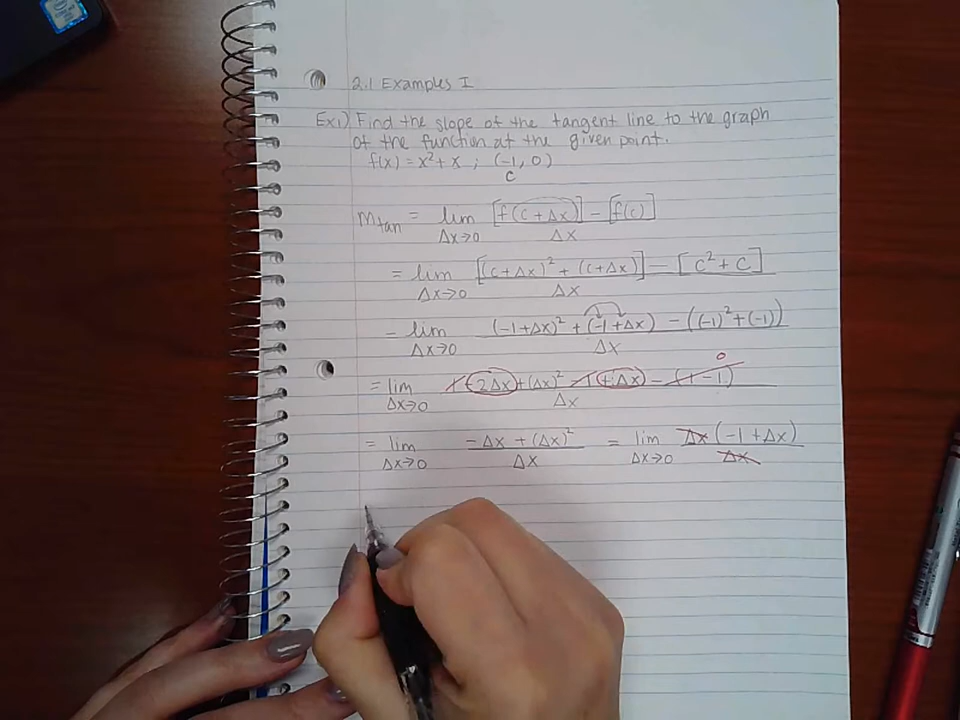 2.1 Examples I
Ex1) Find the slope of the tangent line to the graph
of the function at the given point.
f(x) = x² + x ; (-1, 0)
c
m_tan = lim Δx→0 [f(c + Δx)] - [f(c)] / Δx
= lim Δx→0 [(c+Δx)² + (c+Δx)] - [c² + c] / Δx
= lim Δx→0 (-1+Δx)² + (-1+Δx) - ((-1)² + (-1)) / Δx
= lim Δx→0 1 - 2Δx + (Δx)² - 1 + Δx - (1 - 1) 0 / Δx
= lim Δx→0 -Δx + (Δx)² / Δx = lim Δx→0 Δx(-1 + Δx) / Δx